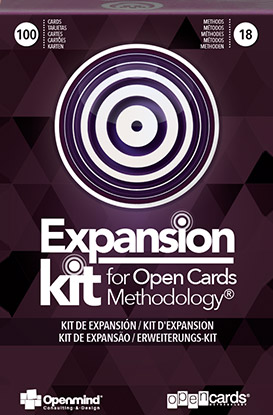 100
CARDS
TARJETAS
CARTES
CARTÕES
KARTEN
METHODS
MÉTODOS
MÉTHODES
MÉTODOS
METHODEN
18
Expansion
kit for Open Cards
Methodology®
KIT DE EXPANSIÓN / KIT D'EXPANSION
KIT DE EXPANSÃO / ERWEITERUNGS-KIT
Openmind®
Consulting & Design
opencards